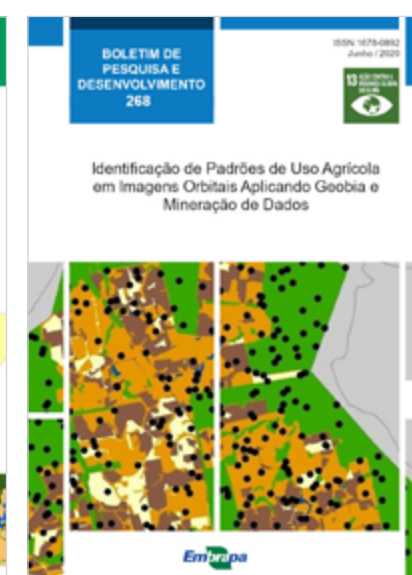 BOLETIM DE
PESQUISA E
DESENVOLVIMENTO
268
ISSN 1678-0892
Junho / 2020
13
Identificação de Padrões de Uso Agrícola
em Imagens Orbitais Aplicando Geobia e
Mineração de Dados
Embrapa